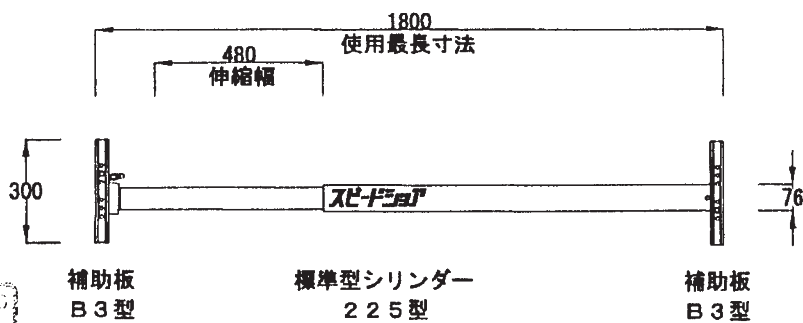 1800
使用最長寸法
480
伸縮幅
300
スピードショア
76
補助板
B3型
標準型シリンダー
225型
補助板
B3型